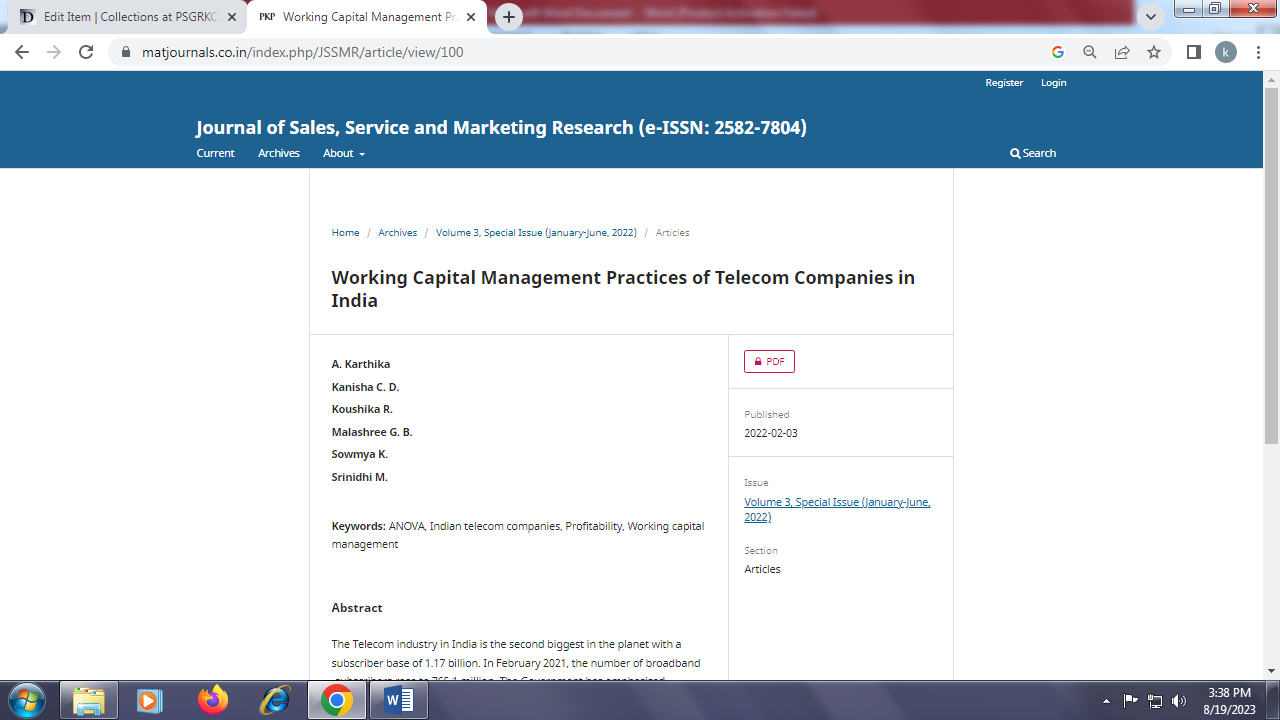 Edit Item | Collections at PSGRKC
PKP Working Capital Management Pr
matjournals.co.in/index.php/JSSMR/article/view/100
k
Register Login
Journal of Sales, Service and Marketing Research (e-ISSN: 2582-7804)
Current Archives About Search
Home / Archives / Volume 3, Special Issue (January-June, 2022) / Articles
Working Capital Management Practices of Telecom Companies in
India
A. Karthika
Kanisha C. D.
Koushika R.
Malashree G. B.
Sowmya K.
Srinidhi M.
Keywords: ANOVA, Indian telecom companies, Profitability, Working capital
management
Abstract
The Telecom industry in India is the second biggest in the planet with a
subscriber base of 1.17 billion. In February 2021, the number of broadband
PDF
Published
2022-02-03
Issue
Volume 3, Special Issue (January-June,
2022)
Section
Articles
3:38 PM
8/19/2023